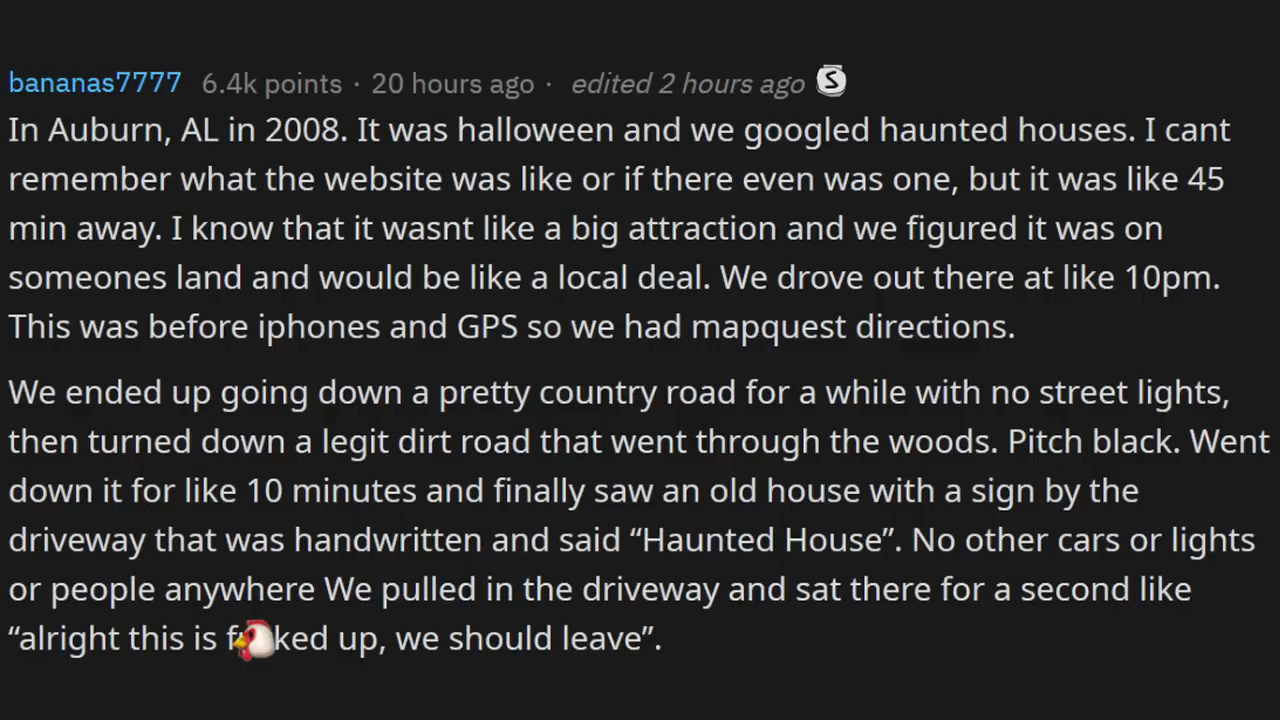 bananas7777 6.4k points · 20 hours ago · edited 2 hours ago S
In Auburn, AL in 2008. It was halloween and we googled haunted houses. I cant
remember what the website was like or if there even was one, but it was like 45
min away. I know that it wasnt like a big attraction and we figured it was on
someones land and would be like a local deal. We drove out there at like 10pm.
This was before iphones and GPS so we had mapquest directions.
We ended up going down a pretty country road for a while with no street lights,
then turned down a legit dirt road that went through the woods. Pitch black. Went
down it for like 10 minutes and finally saw an old house with a sign by the
driveway that was handwritten and said “Haunted House”. No other cars or lights
or people anywhere We pulled in the driveway and sat there for a second like
“alright this is f🐔ked up, we should leave”.